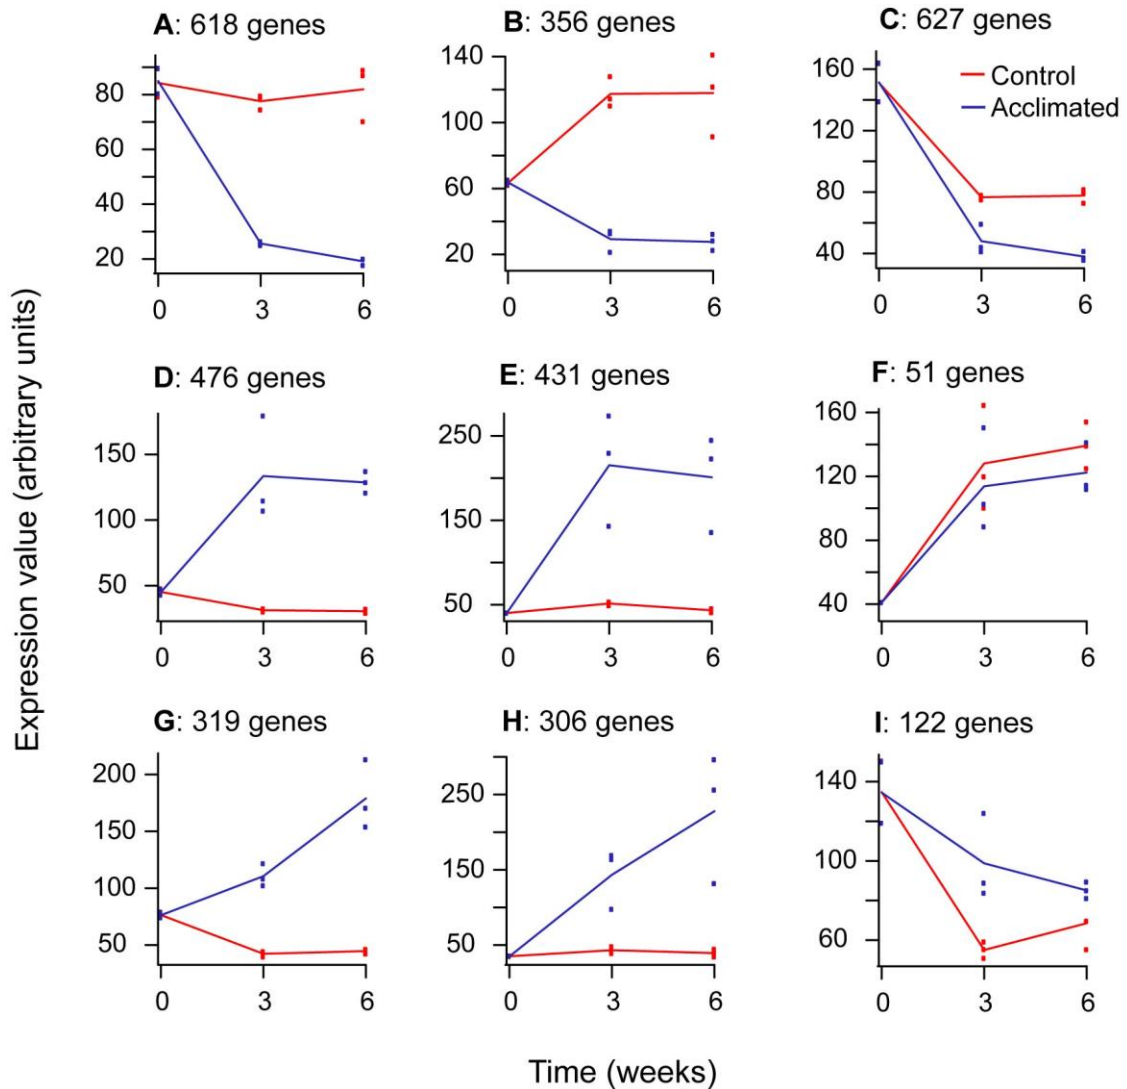 A: 618 genes
B: 356 genes
C: 627 genes
80
60
40
20
0 3 6
140
100
60
20
0 3 6
160
120
80
40
0 3 6
Control
Acclimated
D: 476 genes
E: 431 genes
F: 51 genes
150
100
50
0 3 6
250
150
50
0 3 6
160
120
80
40
0 3 6
G: 319 genes
H: 306 genes
I: 122 genes
200
150
100
50
0 3 6
250
150
50
0 3 6
140
100
60
0 3 6
Expression value (arbitrary units)
Time (weeks)